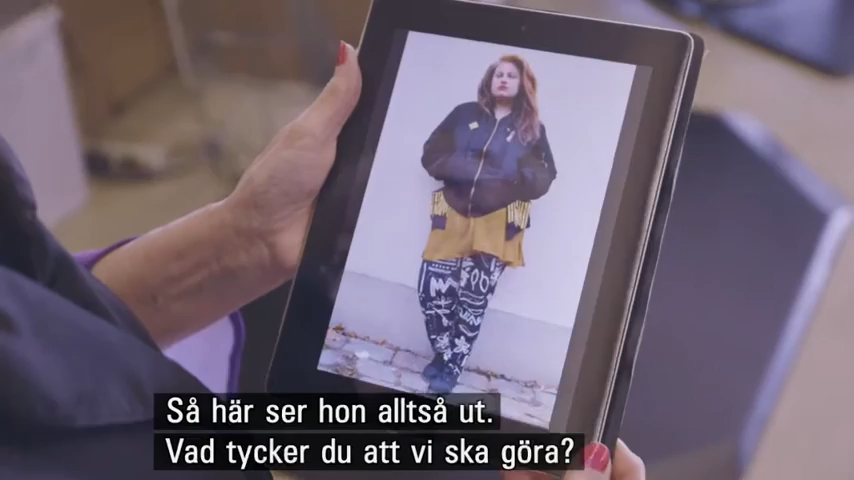 Så här ser hon alltså ut.
Vad tycker du att vi ska göra?